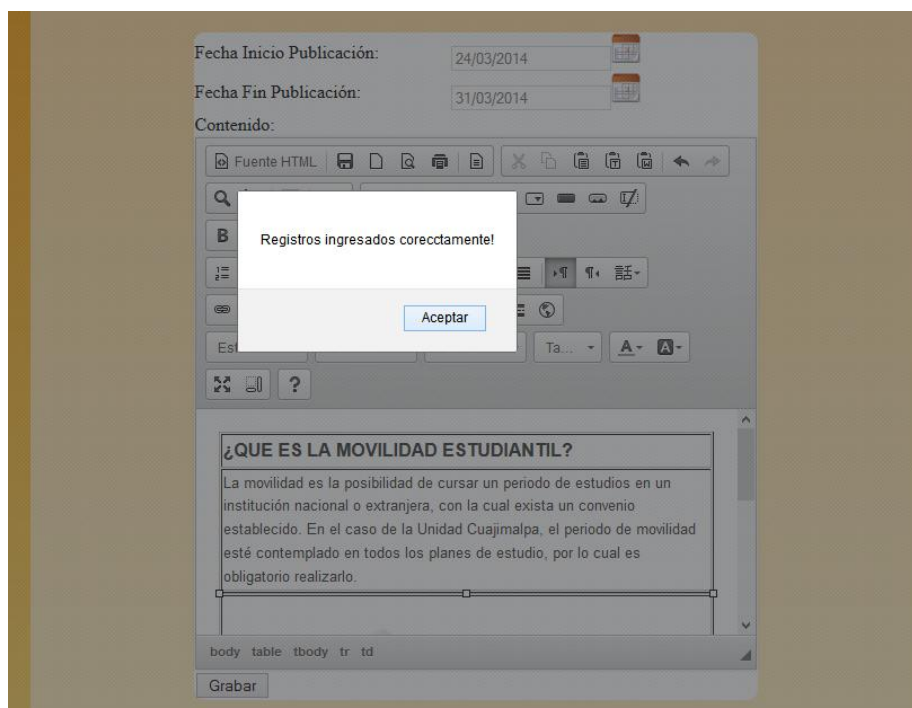 Fecha Inicio Publicación: 24/03/2014
Fecha Fin Publicación: 31/03/2014
Contenido:
Fuente HTML
B
Registros ingresados corecctamente!
Aceptar
Est
Ta...
A A
?
¿QUE ES LA MOVILIDAD ESTUDIANTIL?
La movilidad es la posibilidad de cursar un periodo de estudios en un
institución nacional o extranjera, con la cual exista un convenio
establecido. En el caso de la Unidad Cuajimalpa, el periodo de movilidad
esté contemplado en todos los planes de estudio, por lo cual es
obligatorio realizarlo.
body table tbody tr td
Grabar